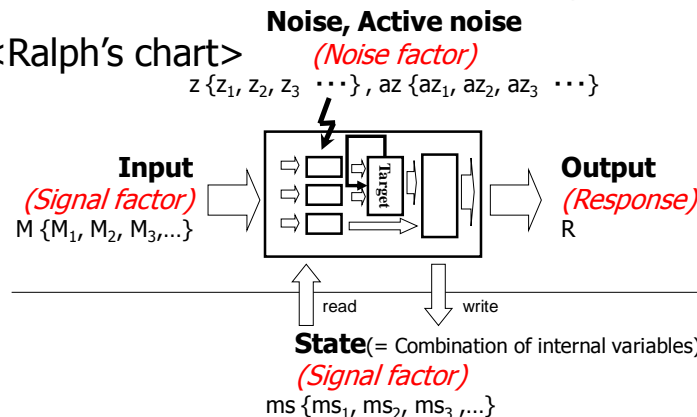 Noise, Active noise
<Ralph's chart>
(Noise factor)
z {z₁, z₂, z₃ ⋯} , az {az₁, az₂, az₃ ⋯}
Input
(Signal factor)
M {M₁, M₂, M₃,...}
Target
Output
(Response)
R
read
write
State(= Combination of internal variables)
(Signal factor)
ms {ms₁, ms₂, ms₃ ,...}